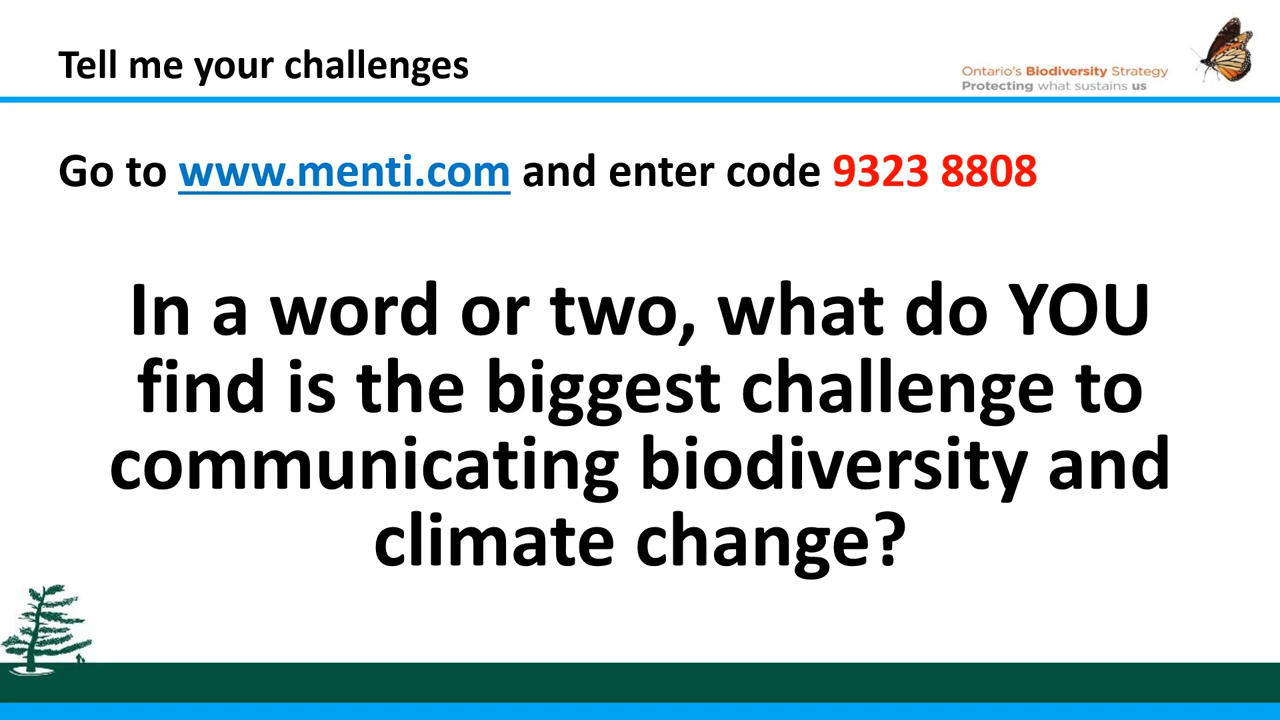 Tell me your challenges
Ontario's Biodiversity Strategy
Protecting what sustains us
Go to www.menti.com and enter code 9323 8808
In a word or two, what do YOU
find is the biggest challenge to
communicating biodiversity and
climate change?